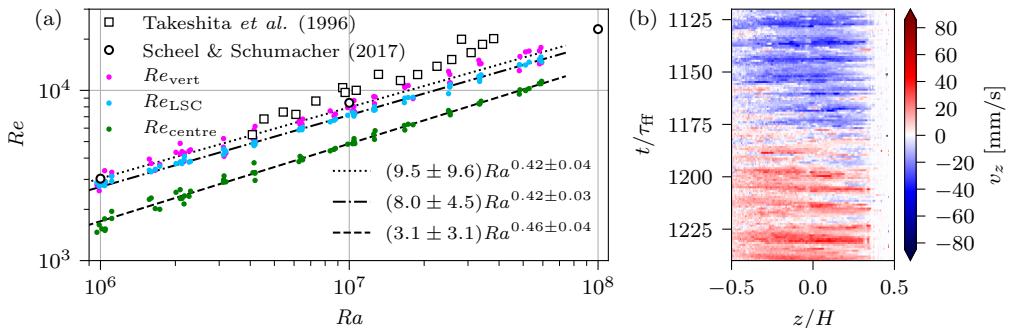 (a)
Takeshita et al. (1996)
Scheel & Schumacher (2017)
Re_vert
Re_LSC
Re_centre
(9.5 ± 9.6)Ra^0.42±0.04
(8.0 ± 4.5)Ra^0.42±0.03
(3.1 ± 3.1)Ra^0.46±0.04
10^4
10^3
Re
10^6
10^7
10^8
Ra
(b)
1125
1150
1175
1200
1225
t/τ_ff
−0.5
0.0
0.5
z/H
80
60
40
20
0
−20
−40
−60
−80
v_z [mm/s]